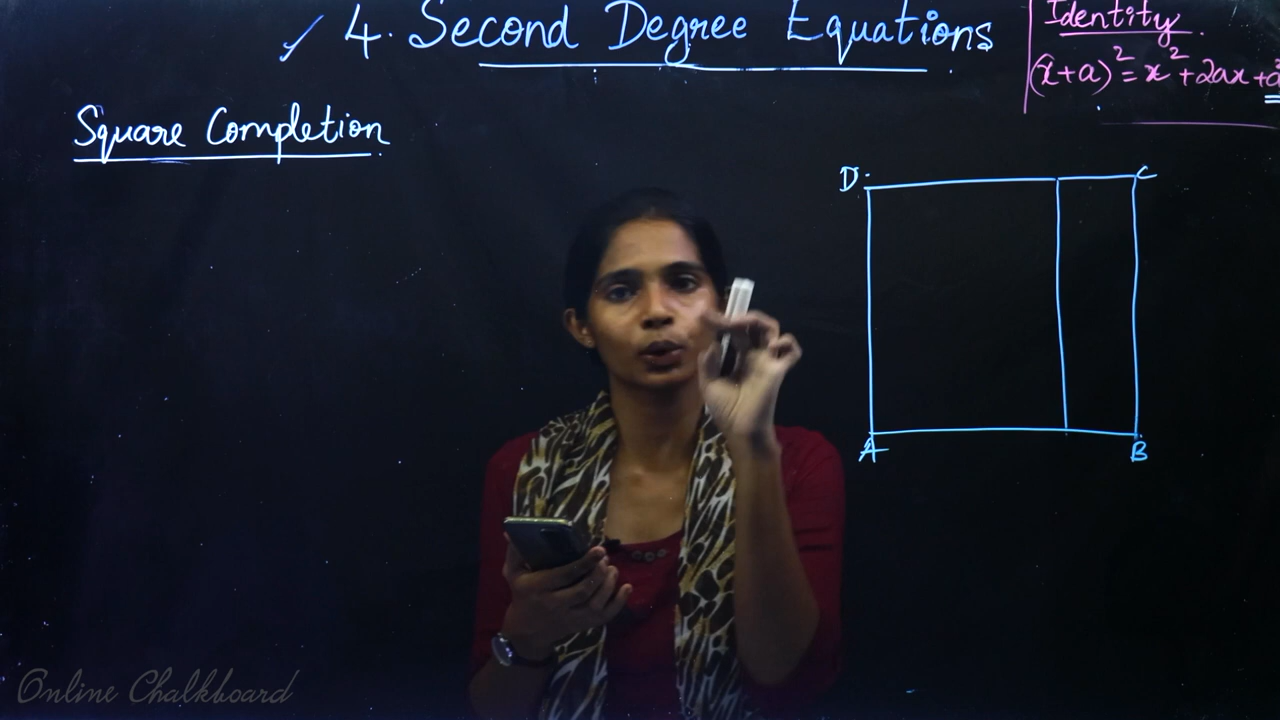 4. Second Degree Equations
Identity
(x+a)² = x² + 2ax + a²
Square Completion
D
C
A
B
Online Chalkboard